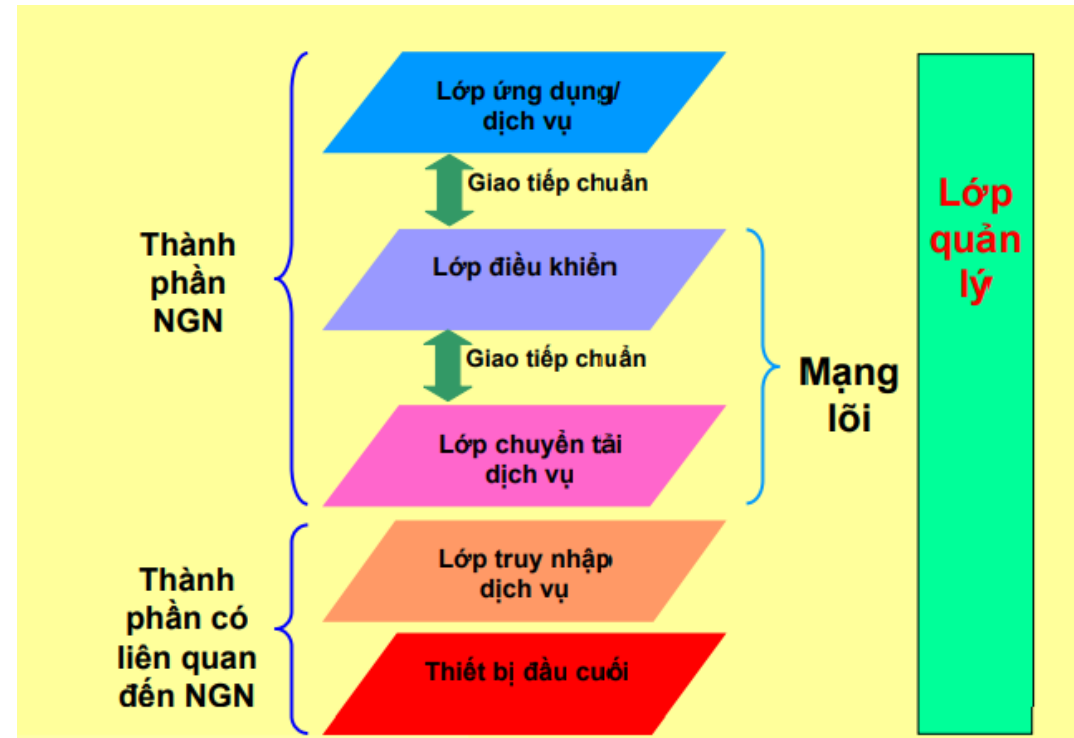 Lớp ứng dụng/
dịch vụ
Giao tiếp chuẩn
Lớp điều khiển
Giao tiếp chuẩn
Lớp chuyển tải
dịch vụ
Lớp truy nhập
dịch vụ
Thiết bị đầu cuối
Thành
phần
NGN
Thành
phần có
liên quan
đến NGN
Mạng
lõi
Lớp
quản
lý